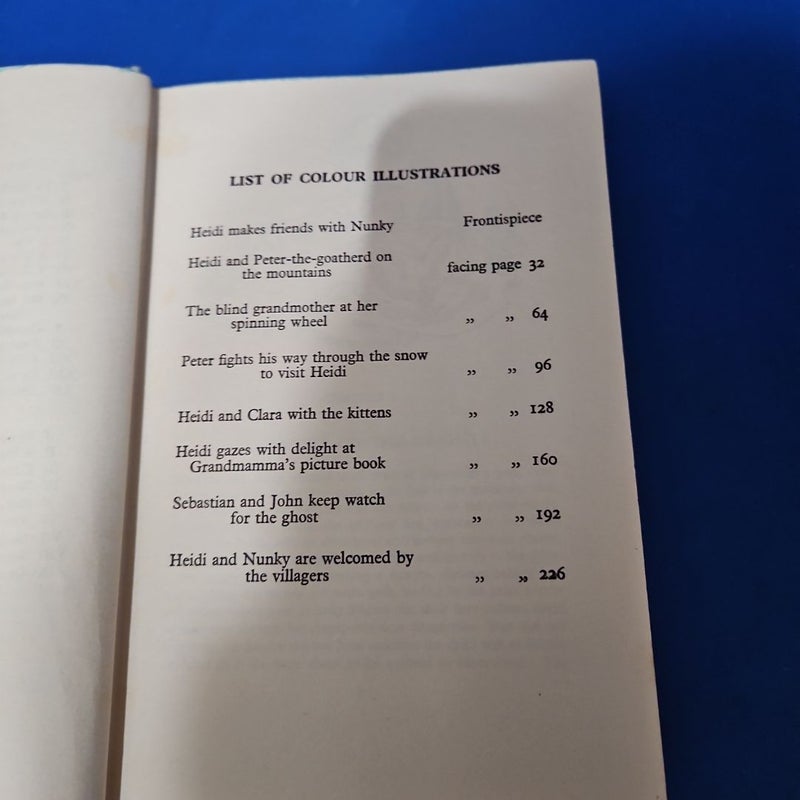 LIST OF COLOUR ILLUSTRATIONS
Heidi makes friends with Nunky Frontispiece
Heidi and Peter-the-goatherd on
the mountains facing page 32
The blind grandmother at her
spinning wheel ,, ,, 64
Peter fights his way through the snow
to visit Heidi ,, ,, 96
Heidi and Clara with the kittens ,, ,, 128
Heidi gazes with delight at
Grandmamma's picture book ,, ,, 160
Sebastian and John keep watch
for the ghost ,, ,, 192
Heidi and Nunky are welcomed by
the villagers ,, ,, 226